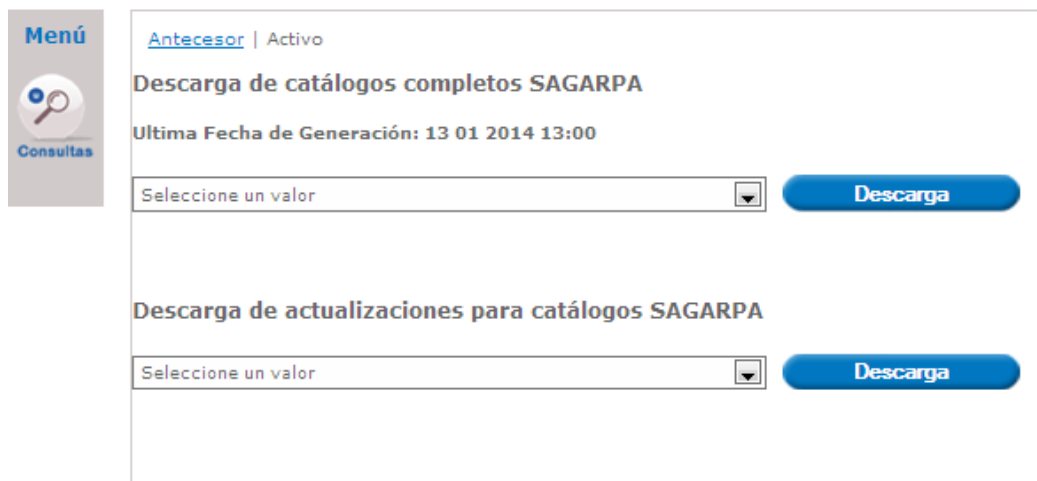 Menú
Consultas
Antecesor | Activo
Descarga de catálogos completos SAGARPA
Ultima Fecha de Generación: 13 01 2014 13:00
Seleccione un valor
Descarga
Descarga de actualizaciones para catálogos SAGARPA
Seleccione un valor
Descarga